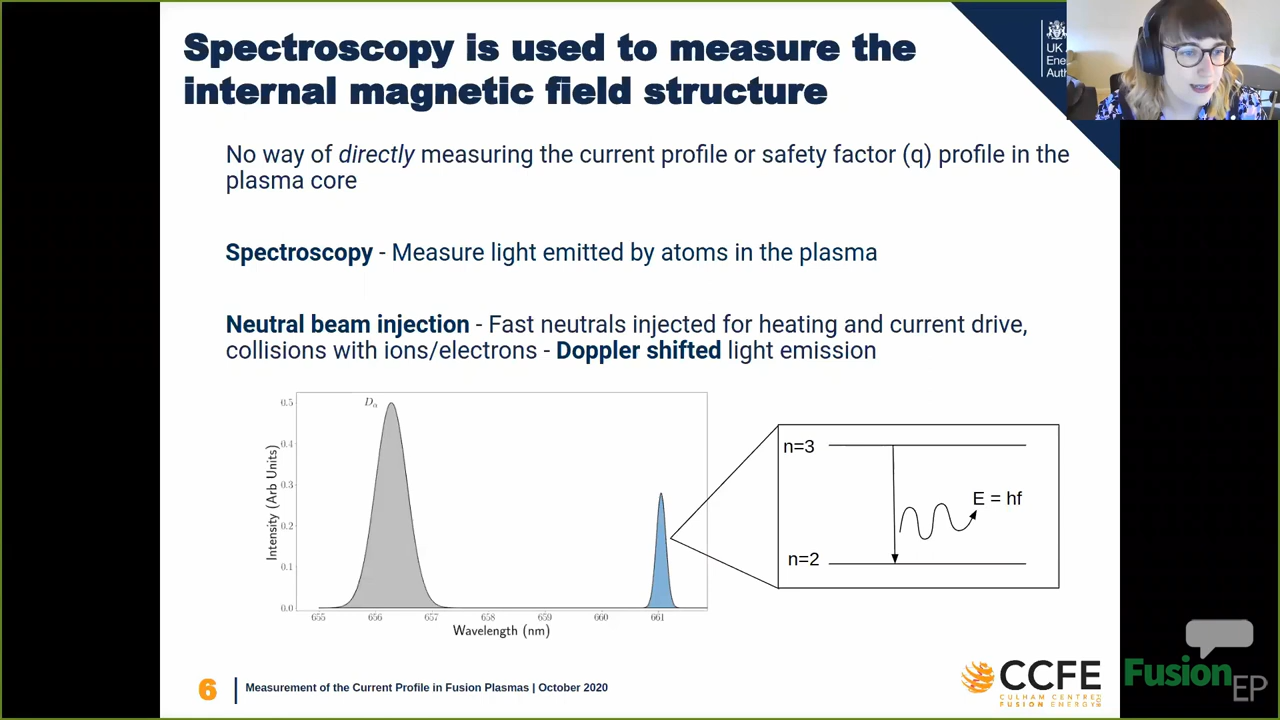 Spectroscopy is used to measure the
internal magnetic field structure
UK
Ener
Auth
No way of directly measuring the current profile or safety factor (q) profile in the
plasma core
Spectroscopy - Measure light emitted by atoms in the plasma
Neutral beam injection - Fast neutrals injected for heating and current drive,
collisions with ions/electrons - Doppler shifted light emission
Dα
0.5
0.4
0.3
0.2
0.1
0.0
Intensity (Arb Units)
655 656 657 658 659 660 661
Wavelength (nm)
n=3
E = hf
n=2
6
Measurement of the Current Profile in Fusion Plasmas | October 2020
CCFE
CULHAM CENTRE
FOR
FUSION ENERGY
Fusion
EP